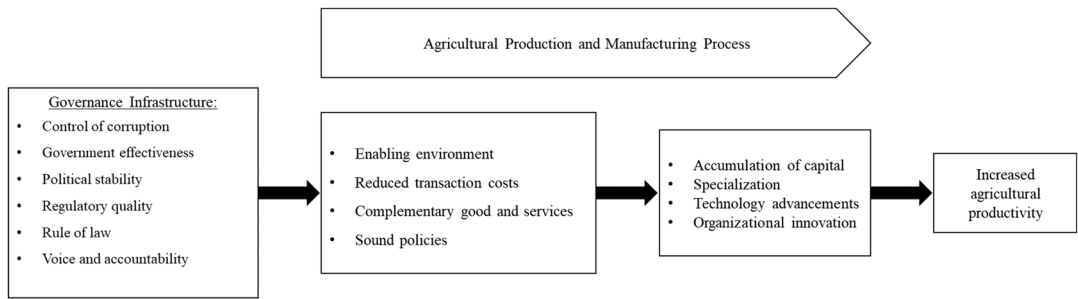 Agricultural Production and Manufacturing Process
Governance Infrastructure:
• Control of corruption
• Government effectiveness
• Political stability
• Regulatory quality
• Rule of law
• Voice and accountability
• Enabling environment
• Reduced transaction costs
• Complementary good and services
• Sound policies
• Accumulation of capital
• Specialization
• Technology advancements
• Organizational innovation
Increased
agricultural
productivity